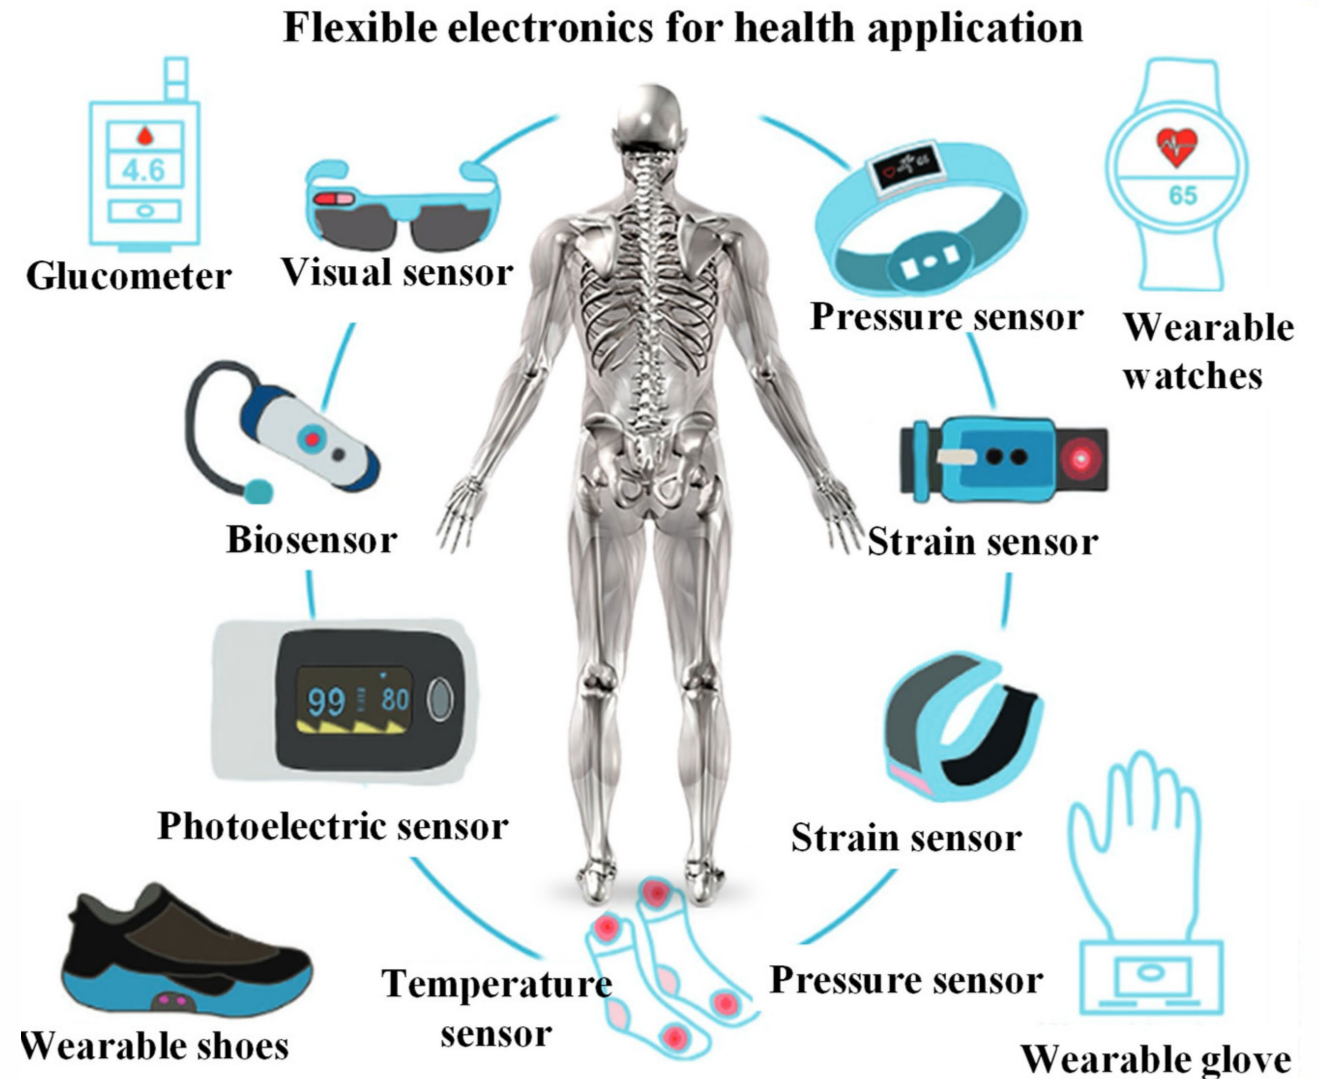 Flexible electronics for health application
4.6
Glucometer
Visual sensor
Pressure sensor
65
Wearable
watches
Biosensor
Strain sensor
99
80
Photoelectric sensor
Strain sensor
Wearable shoes
Temperature
sensor
Pressure sensor
Wearable glove